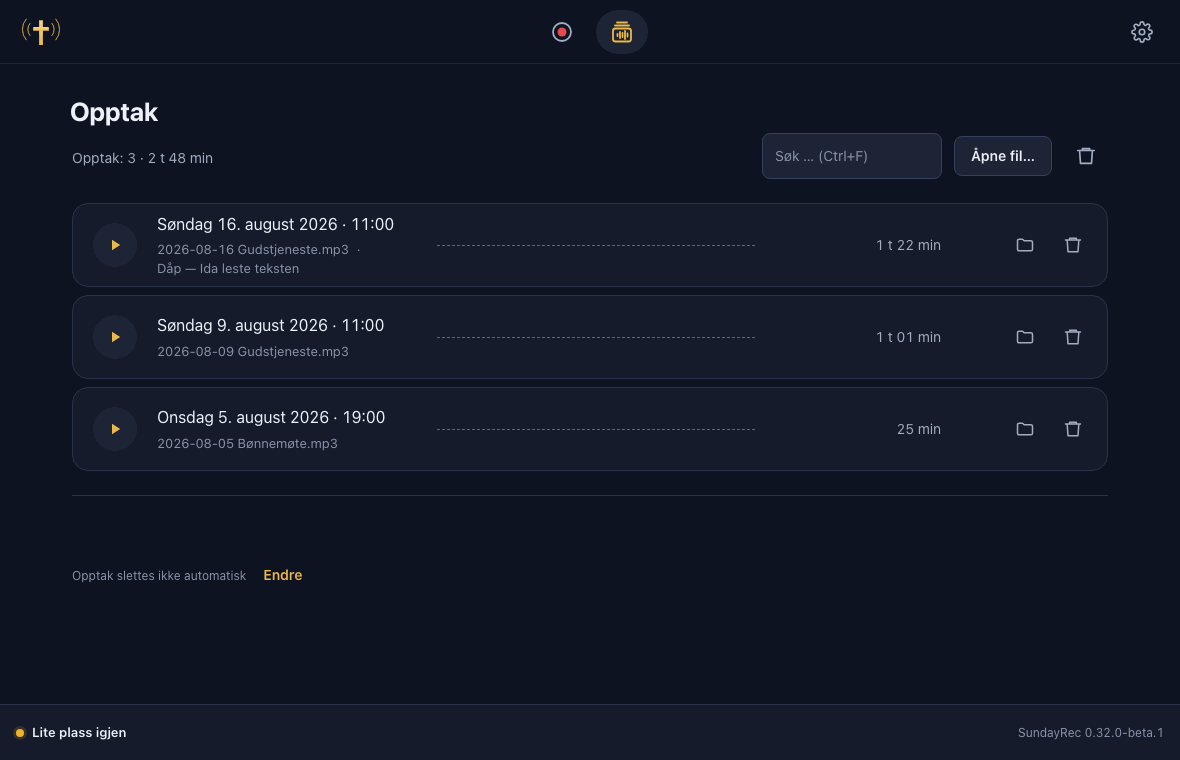 Opptak
Opptak: 3 · 2 t 48 min
Søk ... (Ctrl+F)
Åpne fil...
Søndag 16. august 2026 · 11:00
2026-08-16 Gudstjeneste.mp3 ·
Dåp — Ida leste teksten
1 t 22 min
Søndag 9. august 2026 · 11:00
2026-08-09 Gudstjeneste.mp3
1 t 01 min
Onsdag 5. august 2026 · 19:00
2026-08-05 Bønnemøte.mp3
25 min
Opptak slettes ikke automatisk
Endre
Lite plass igjen
SundayRec 0.32.0-beta.1